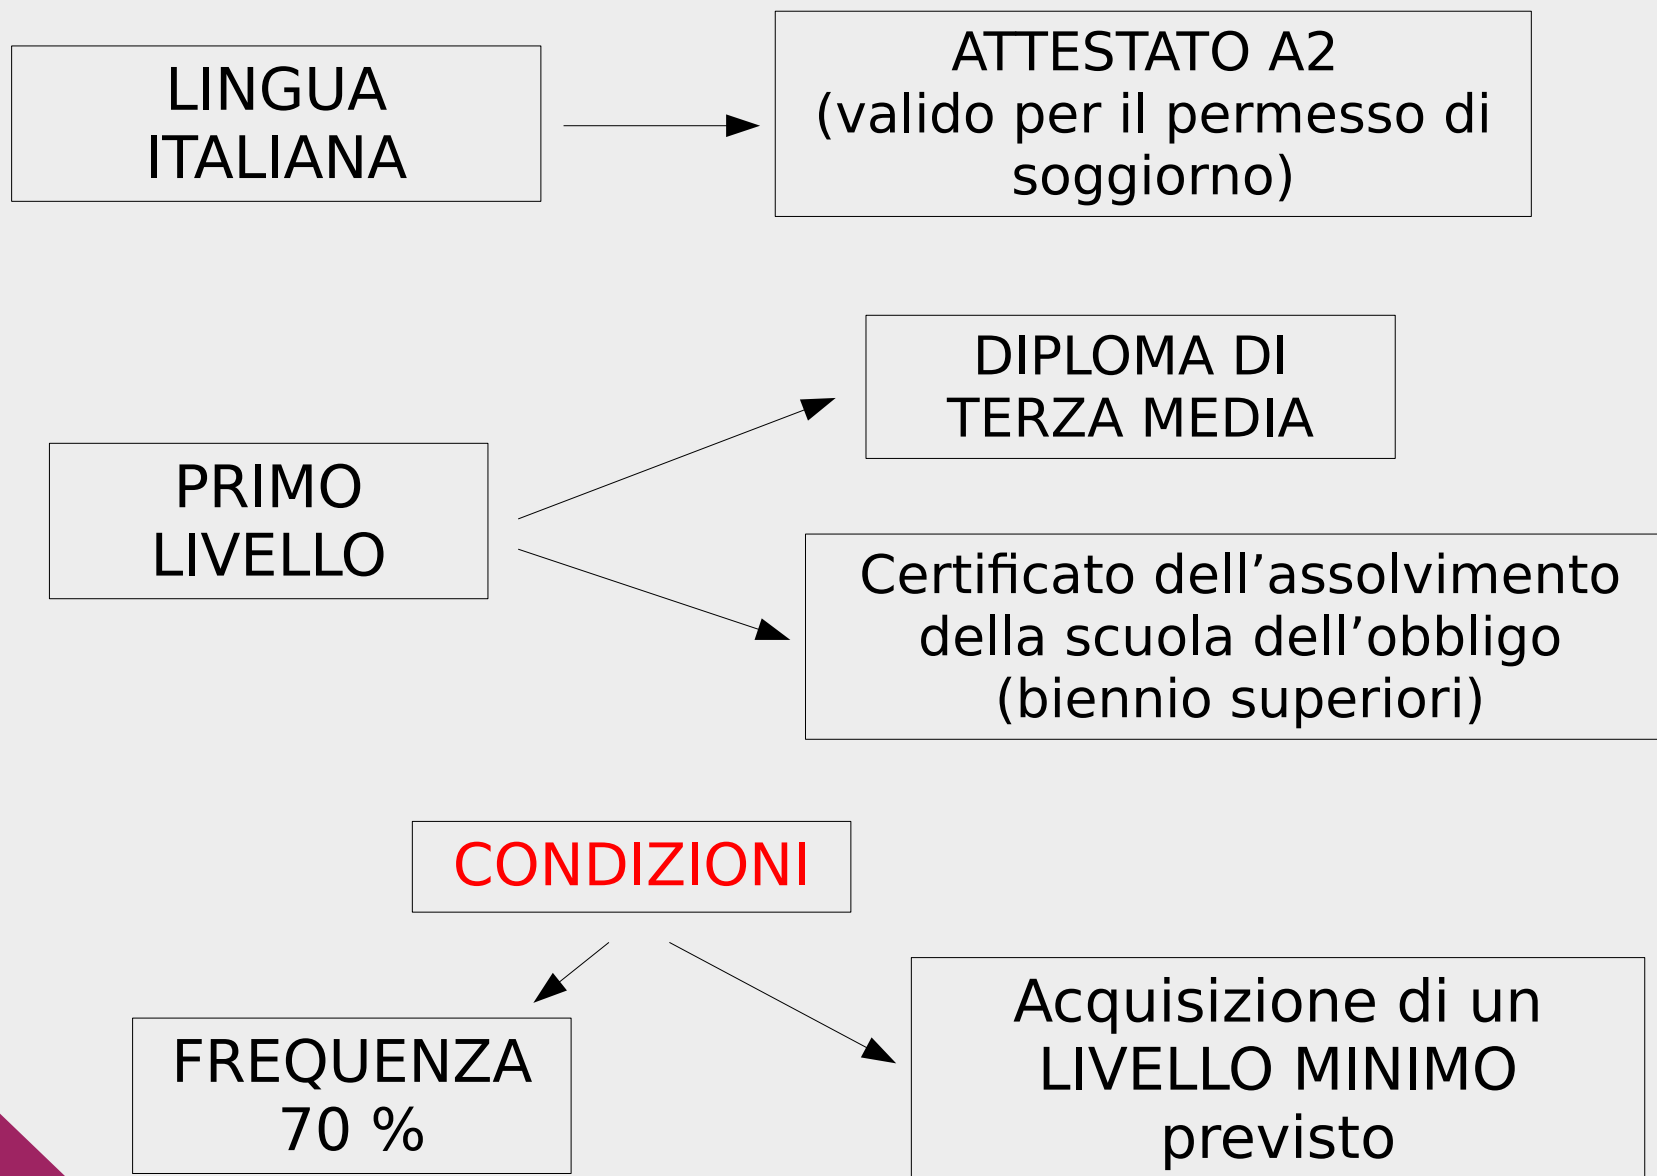 LINGUA
ITALIANA
ATTESTATO A2
(valido per il permesso di
soggiorno)
PRIMO
LIVELLO
DIPLOMA DI
TERZA MEDIA
Certificato dell’assolvimento
della scuola dell’obbligo
(biennio superiori)
CONDIZIONI
FREQUENZA
70 %
Acquisizione di un
LIVELLO MINIMO
previsto